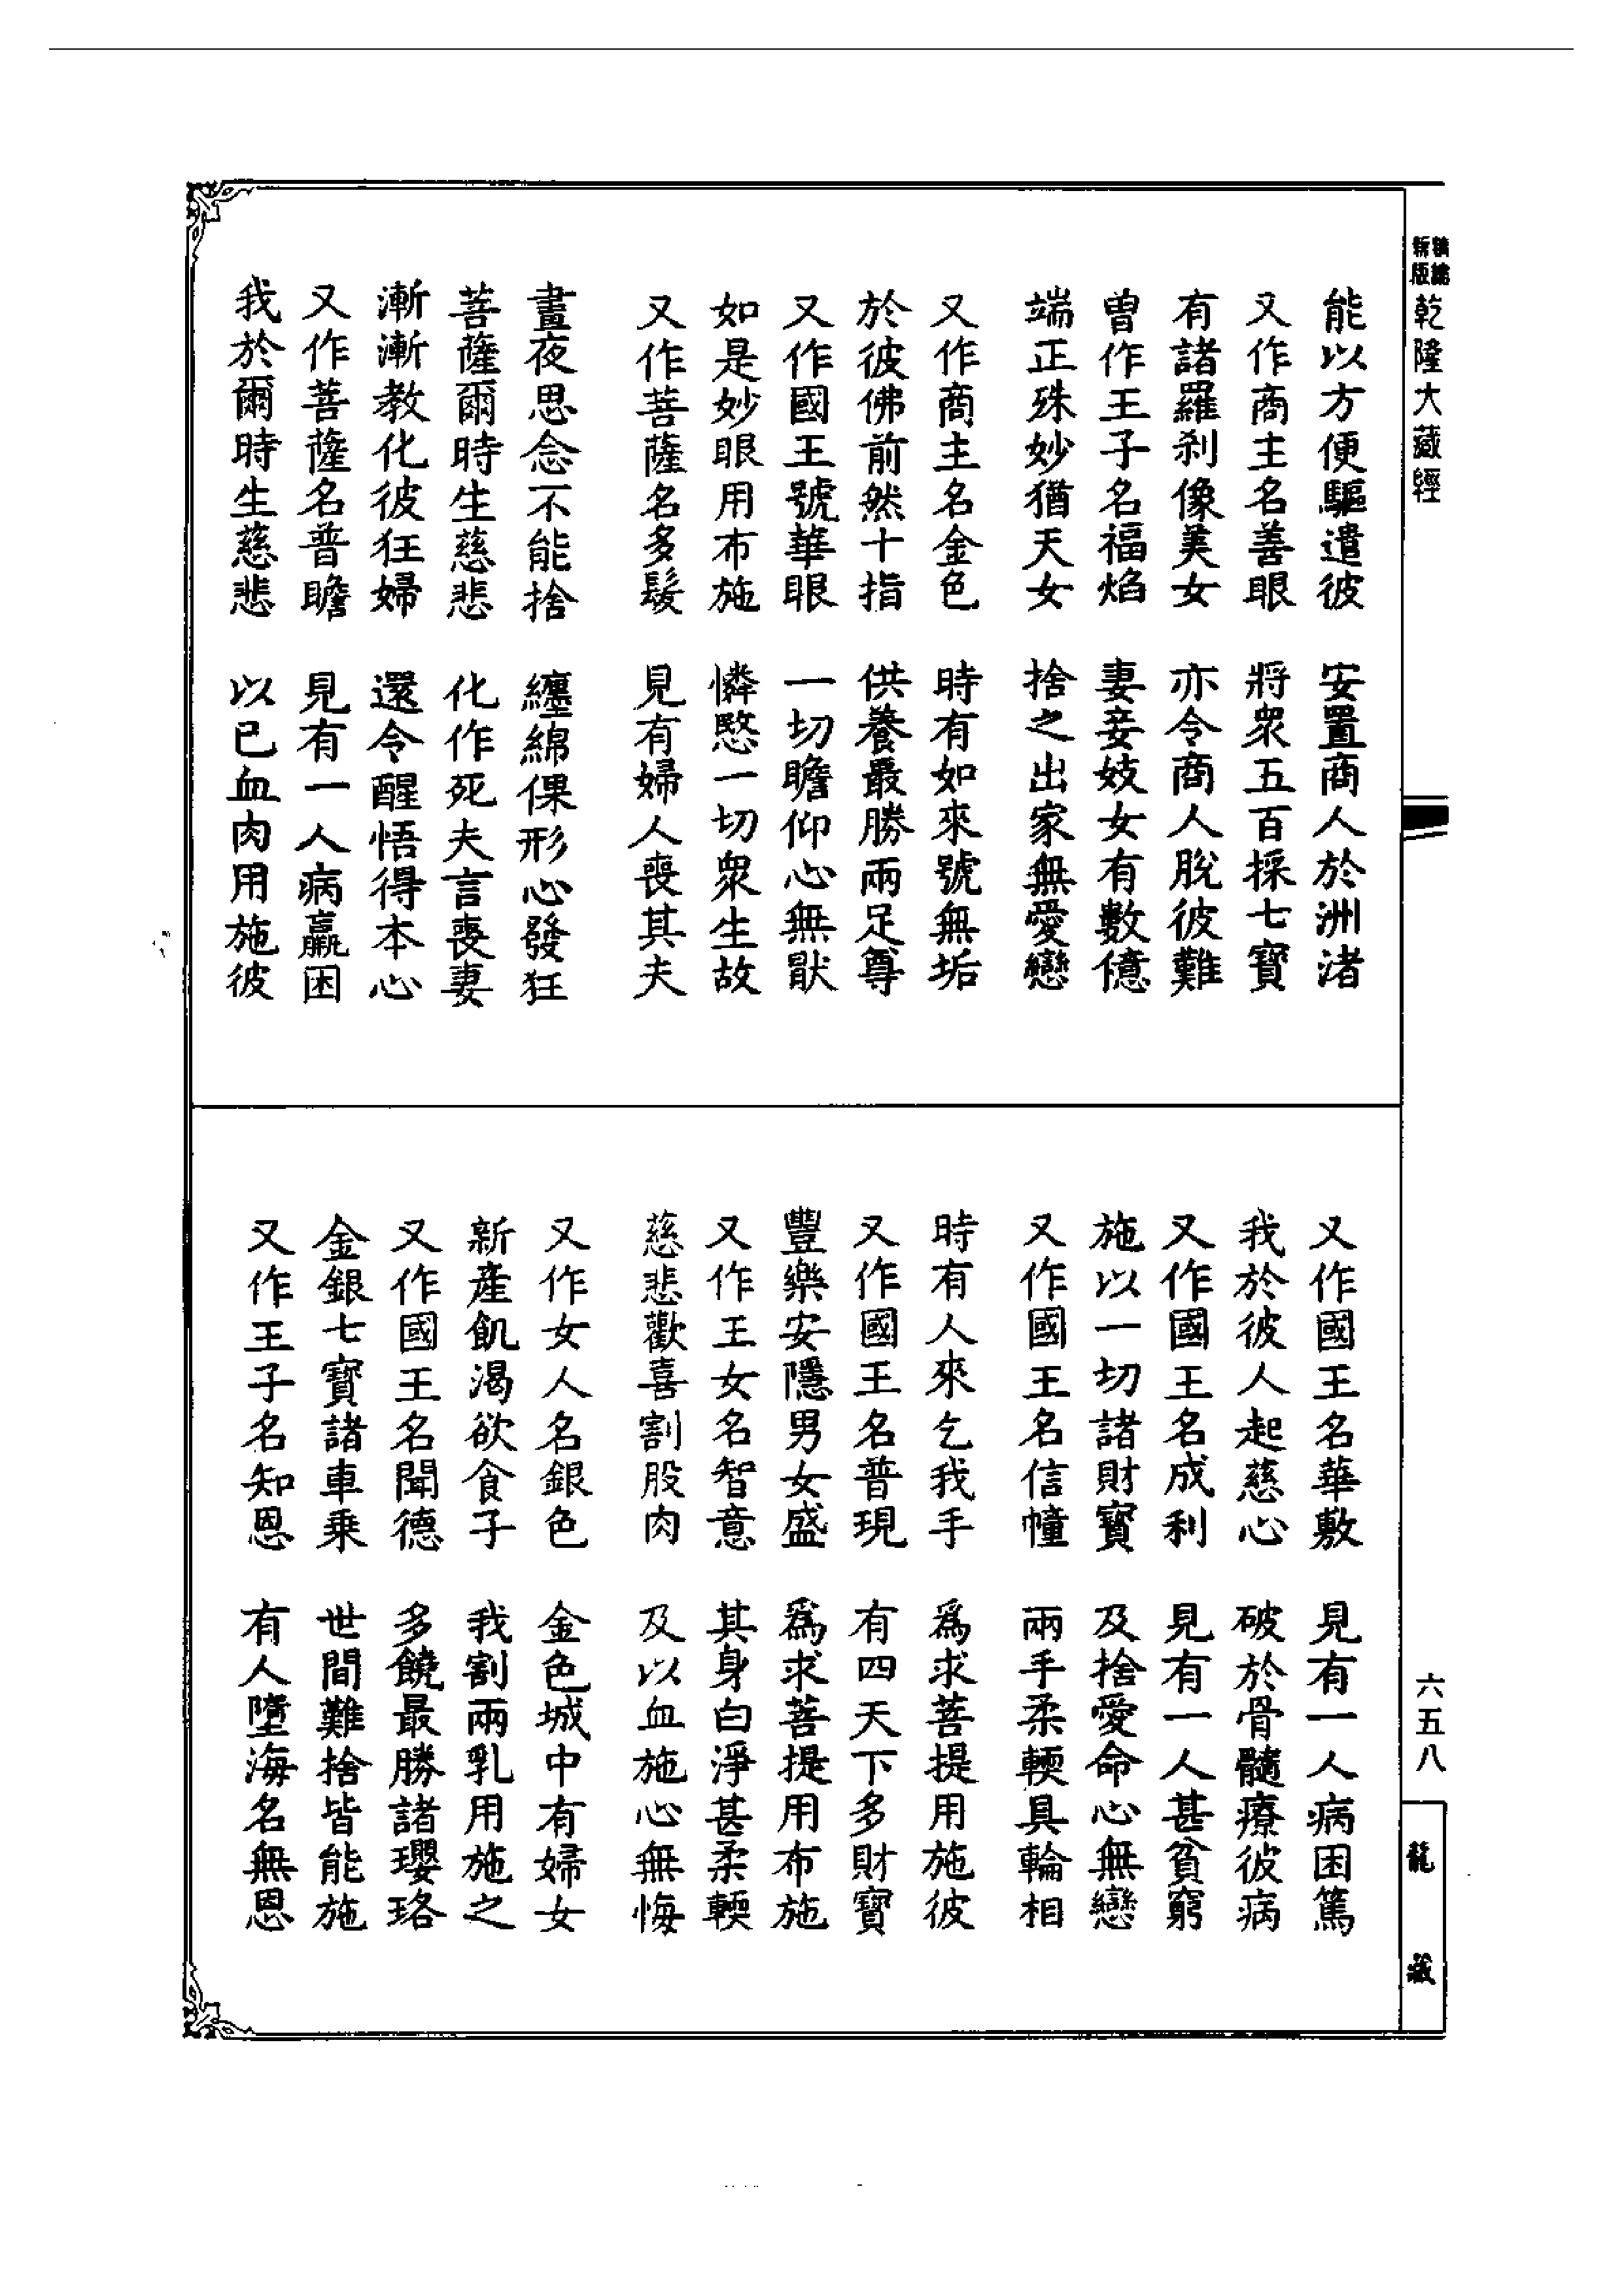 新編縮版
乾隆大藏經
能以方便驅遣彼　安置商人於洲渚
又作商主名善眼　將衆五百採七寶
有諸羅刹像美女　亦令商人脫彼難
曾作王子名福焰　妻妾妓女有數億
端正殊妙猶天女　捨之出家無愛戀
又作商主名金色　時有如來號無垢
於彼佛前然十指　供養最勝兩足尊
又作國王號華眼　一切瞻仰心無猒
如是妙眼用布施　憐愍一切衆生故
又作菩薩名多髮　見有婦人喪其夫
晝夜思念不能捨　纏綿倮形心發狂
菩薩爾時生慈悲　化作死夫言喪妻
漸漸教化彼狂婦　還令醒悟得本心
又作菩薩名普瞻　見有一人病羸困
我於爾時生慈悲　以已血肉用施彼
又作國王名華敷　見有一人病困篤
我於彼人起慈心　破於骨髓療彼病
又作國王名成利　見有一人甚貧窮
施以一切諸財寶　及捨愛命心無戀
又作國王名信幢　兩手柔輭具輪相
時有人來乞我手　爲求菩提用施彼
又作國王名普現　有四天下多財寶
豐樂安隱男女盛　爲求菩提用布施
又作王女名智意　其身白淨甚柔輭
慈悲歡喜割股肉　及以血施心無悔
又作女人名銀色　金色城中有婦女
新產飢渴欲食子　我割兩乳用施之
又作國王名聞德　多饒最勝諸瓔珞
金銀七寶諸車乘　世間難捨皆能施
又作王子名知恩　有人墮海名無恩
六五八
龍藏